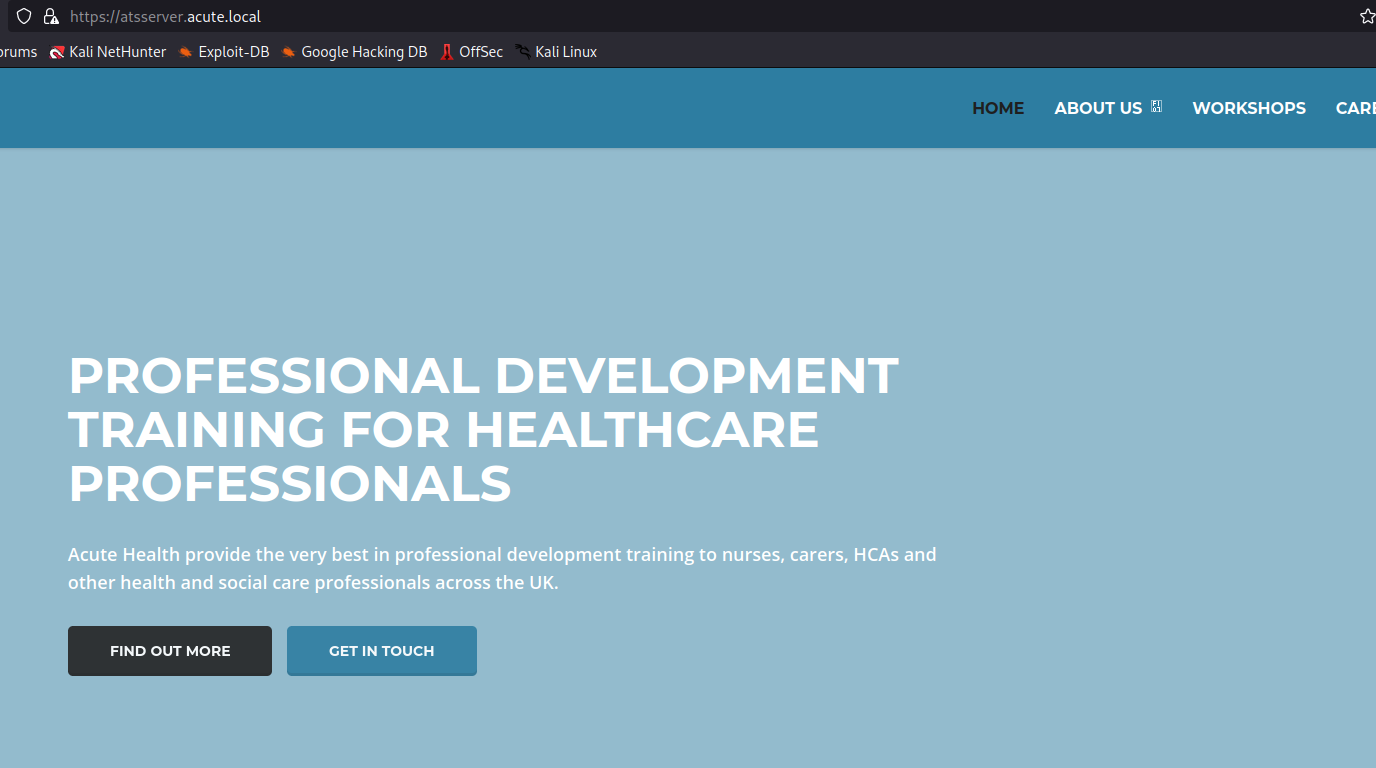 https://atsserver.acute.local
orums Kali NetHunter Exploit-DB Google Hacking DB OffSec Kali Linux
HOME ABOUT US WORKSHOPS CARE
PROFESSIONAL DEVELOPMENT
TRAINING FOR HEALTHCARE
PROFESSIONALS
Acute Health provide the very best in professional development training to nurses, carers, HCAs and
other health and social care professionals across the UK.
FIND OUT MORE GET IN TOUCH